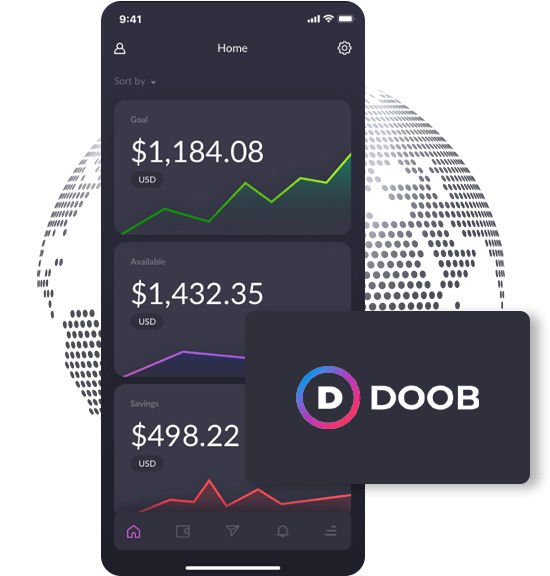 9:41
Home
Sort by
Goal
$1,184.08
USD
Available
$1,432.35
USD
Savings
$498.22
USD
D DOOB